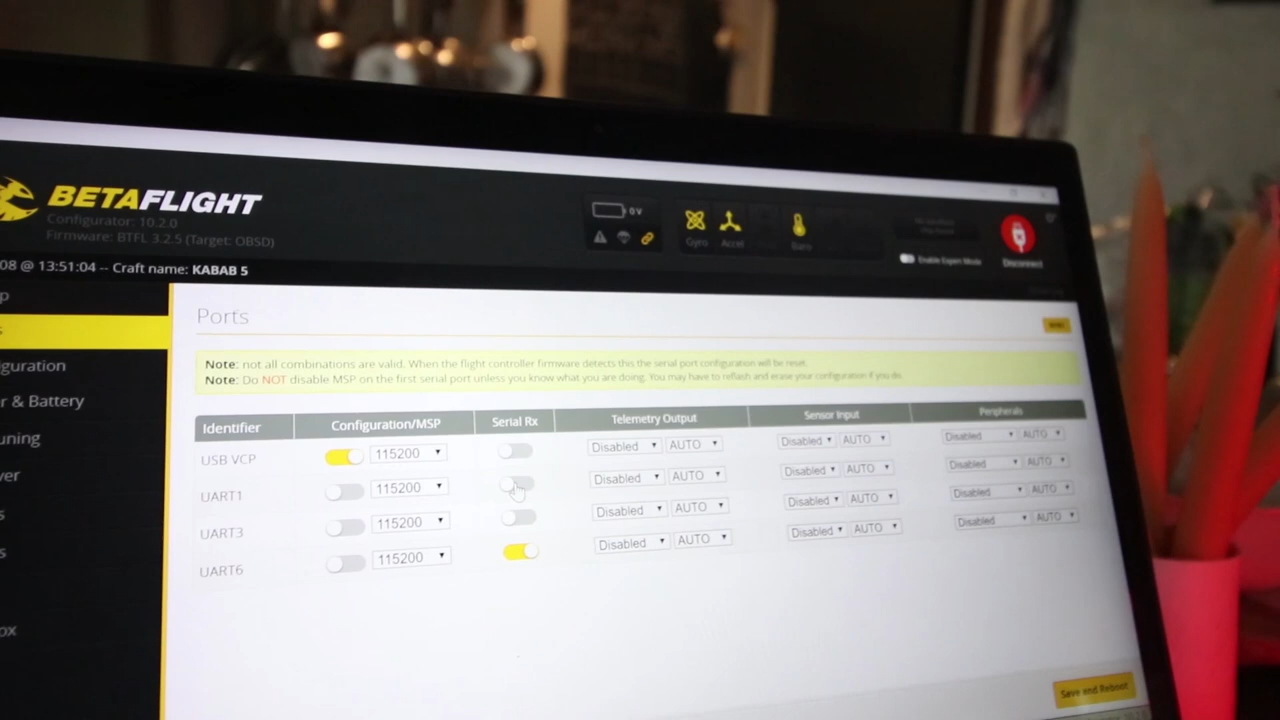 BETAFLIGHT
Configurator: 10.2.0
Firmware: BTFL 3.2.5 (Target: OBSD)
0V
Gyro Accel Baro
Enable Expert Mode
Disconnect
08 @ 13:51:04 -- Craft name: KABAB 5
p
s
guration
r & Battery
uning
ver
s
s
ox
Ports
Note: not all combinations are valid. When the flight controller firmware detects this the serial port configuration will be reset.
Note: Do NOT disable MSP on the first serial port unless you know what you are doing. You may have to reflash and erase your configuration if you do.
Identifier Configuration/MSP Serial Rx Telemetry Output Sensor Input Peripherals
USB VCP 115200 Disabled AUTO Disabled AUTO Disabled AUTO
UART1 115200 Disabled AUTO Disabled AUTO Disabled AUTO
UART3 115200 Disabled AUTO Disabled AUTO Disabled AUTO
UART6 115200 Disabled AUTO Disabled AUTO Disabled AUTO
Save and Reboot